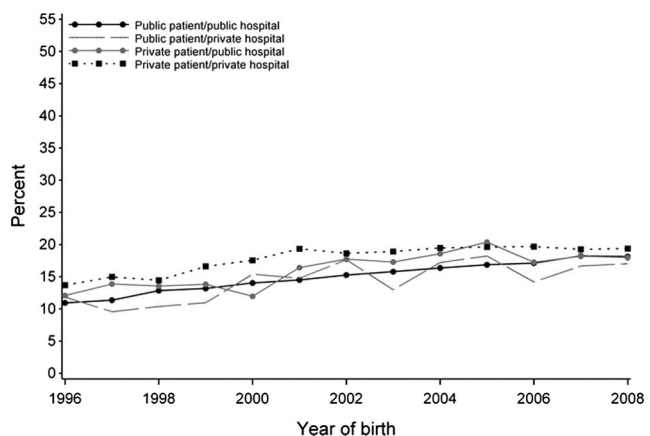 55
Public patient/public hospital
Public patient/private hospital
50
Private patient/public hospital
Private patient/private hospital
45
40
35
30
25
20
15
10
5
0
Percent
1996 1998 2000 2002 2004 2006 2008
Year of birth